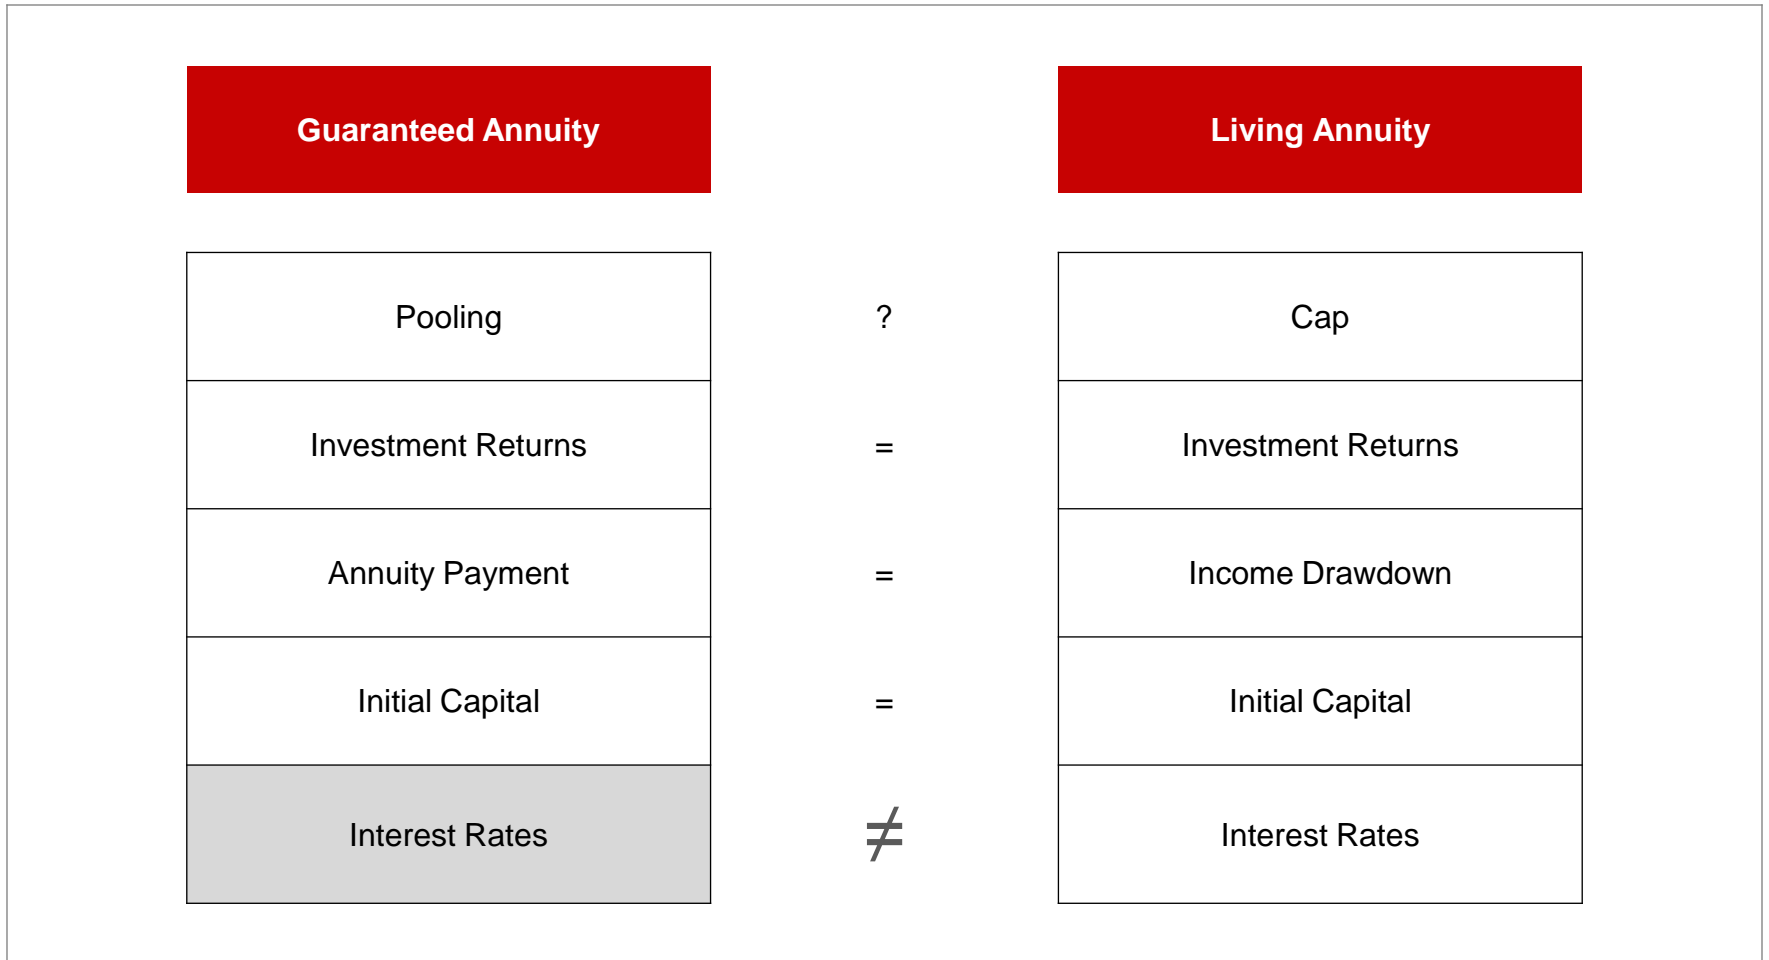 Guaranteed Annuity
Living Annuity
Pooling ? Cap
Investment Returns = Investment Returns
Annuity Payment = Income Drawdown
Initial Capital = Initial Capital
Interest Rates ≠ Interest Rates